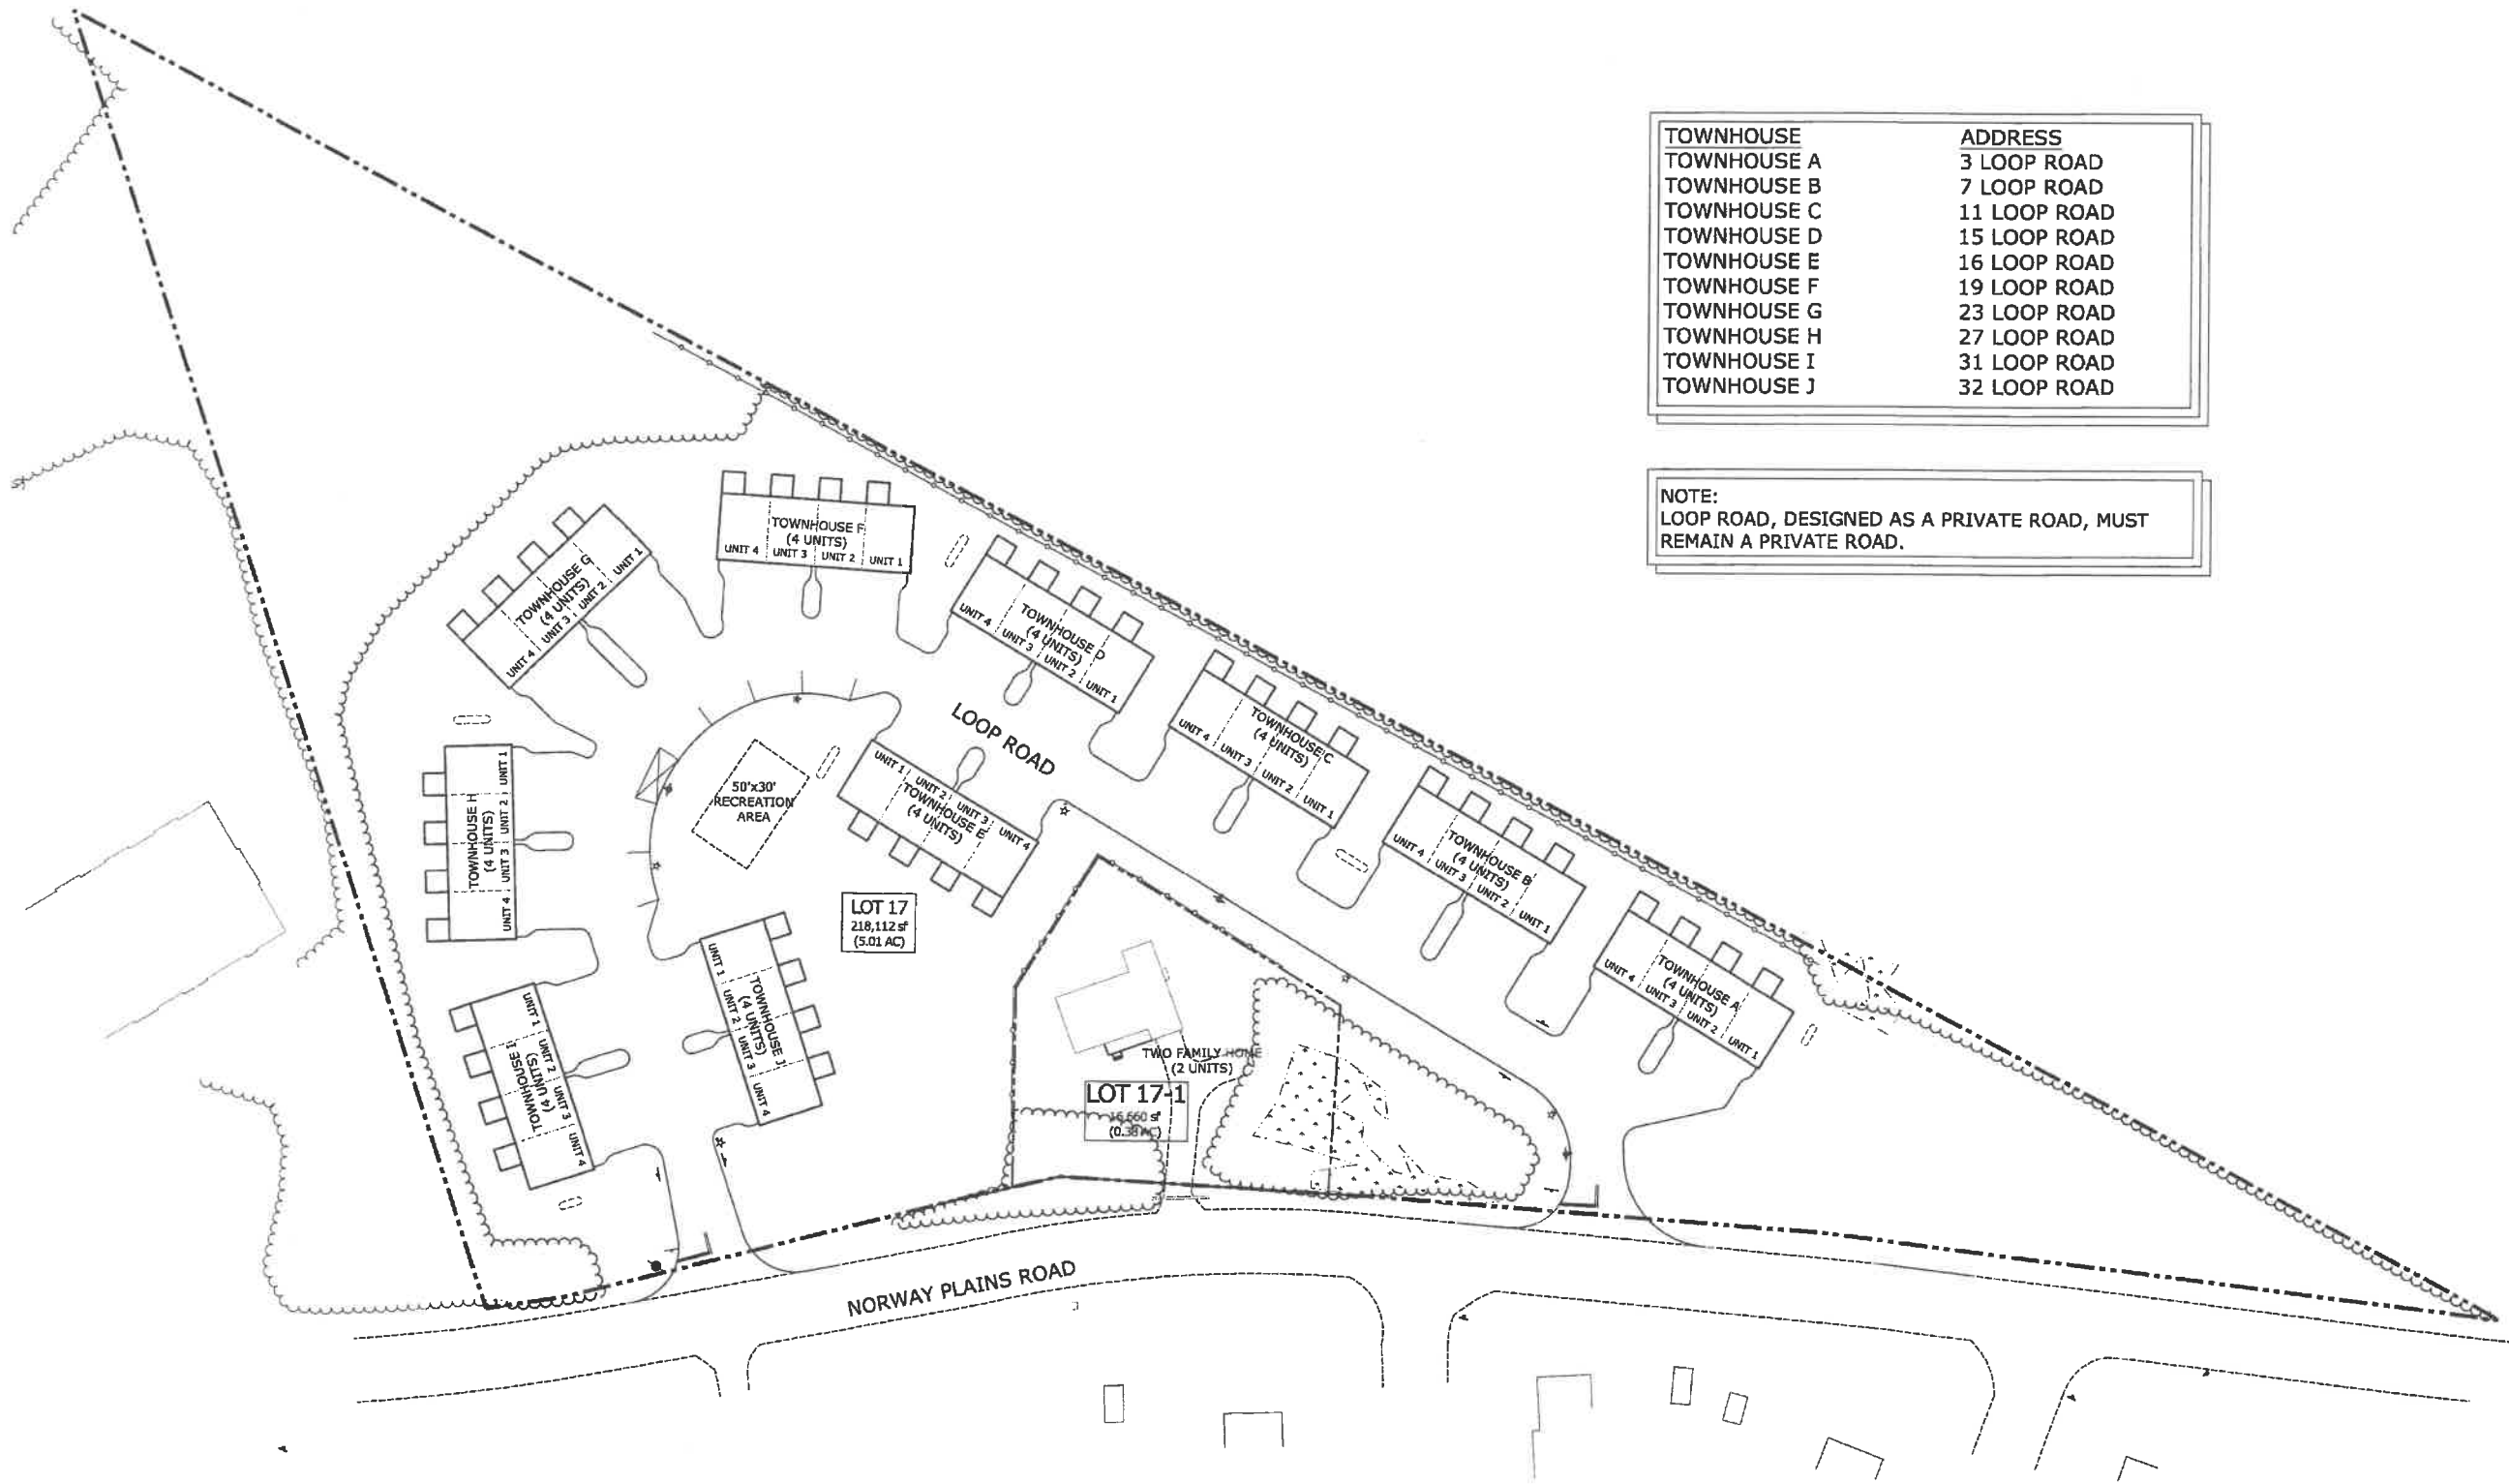 TOWNHOUSE ADDRESS
TOWNHOUSE A 3 LOOP ROAD
TOWNHOUSE B 7 LOOP ROAD
TOWNHOUSE C 11 LOOP ROAD
TOWNHOUSE D 15 LOOP ROAD
TOWNHOUSE E 16 LOOP ROAD
TOWNHOUSE F 19 LOOP ROAD
TOWNHOUSE G 23 LOOP ROAD
TOWNHOUSE H 27 LOOP ROAD
TOWNHOUSE I 31 LOOP ROAD
TOWNHOUSE J 32 LOOP ROAD
NOTE:
LOOP ROAD, DESIGNED AS A PRIVATE ROAD, MUST
REMAIN A PRIVATE ROAD.
TOWNHOUSE F
(4 UNITS)
UNIT 4 UNIT 3 UNIT 2 UNIT 1
TOWNHOUSE G
(4 UNITS)
UNIT 4 UNIT 3 UNIT 2 UNIT 1
TOWNHOUSE D
(4 UNITS)
UNIT 4 UNIT 3 UNIT 2 UNIT 1
LOOP ROAD
TOWNHOUSE C
(4 UNITS)
UNIT 4 UNIT 3 UNIT 2 UNIT 1
UNIT 1 UNIT 2 UNIT 3 UNIT 4
TOWNHOUSE E
(4 UNITS)
50'x30'
RECREATION
AREA
TOWNHOUSE H
(4 UNITS)
UNIT 4 UNIT 3 UNIT 2 UNIT 1
TOWNHOUSE B
(4 UNITS)
UNIT 4 UNIT 3 UNIT 2 UNIT 1
LOT 17
218,112 sf
(5.01 AC)
TOWNHOUSE A
(4 UNITS)
UNIT 4 UNIT 3 UNIT 2 UNIT 1
TOWNHOUSE J
(4 UNITS)
UNIT 1 UNIT 2 UNIT 3 UNIT 4
UNIT 1 UNIT 2 UNIT 3 UNIT 4
TOWNHOUSE I
(4 UNITS)
TWO FAMILY HOME
(2 UNITS)
LOT 17-1
16,660 sf
(0.38 AC)
NORWAY PLAINS ROAD